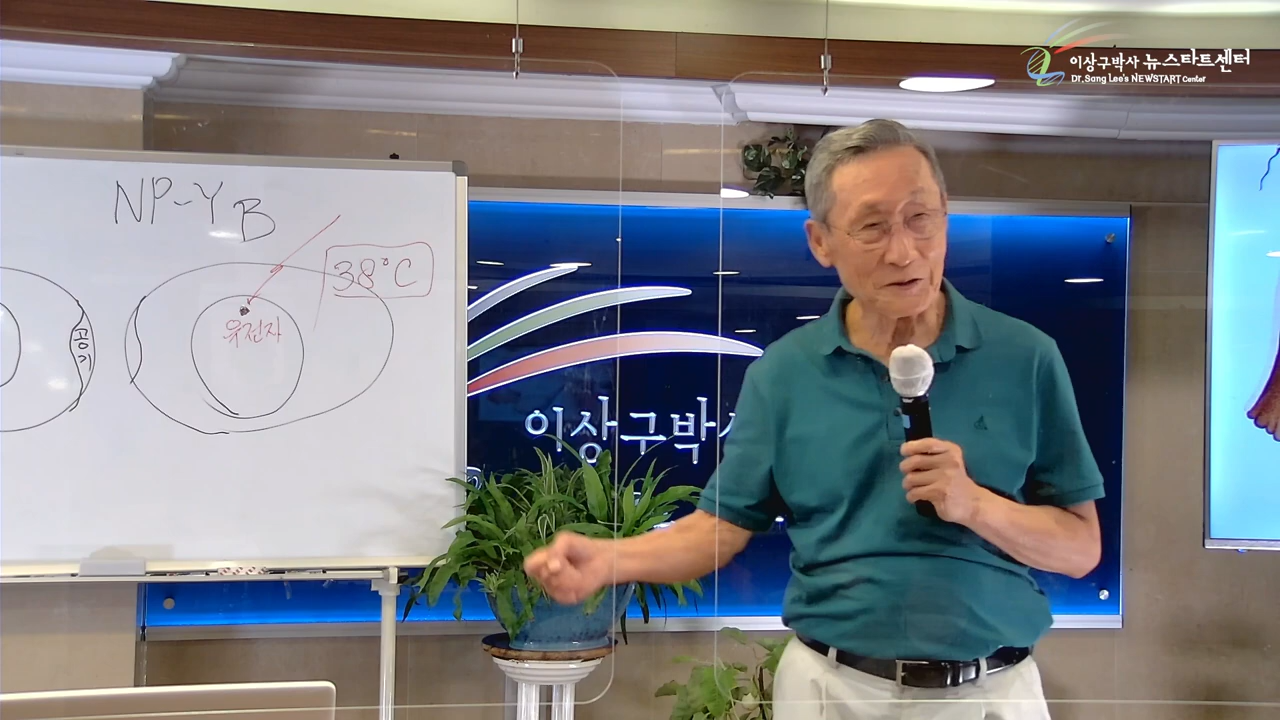 이상구박사 뉴스타트센터
Dr. Sang Lee's NEWSTART Center
NP-Y
B
38°C
유전자
공기
이상구박사